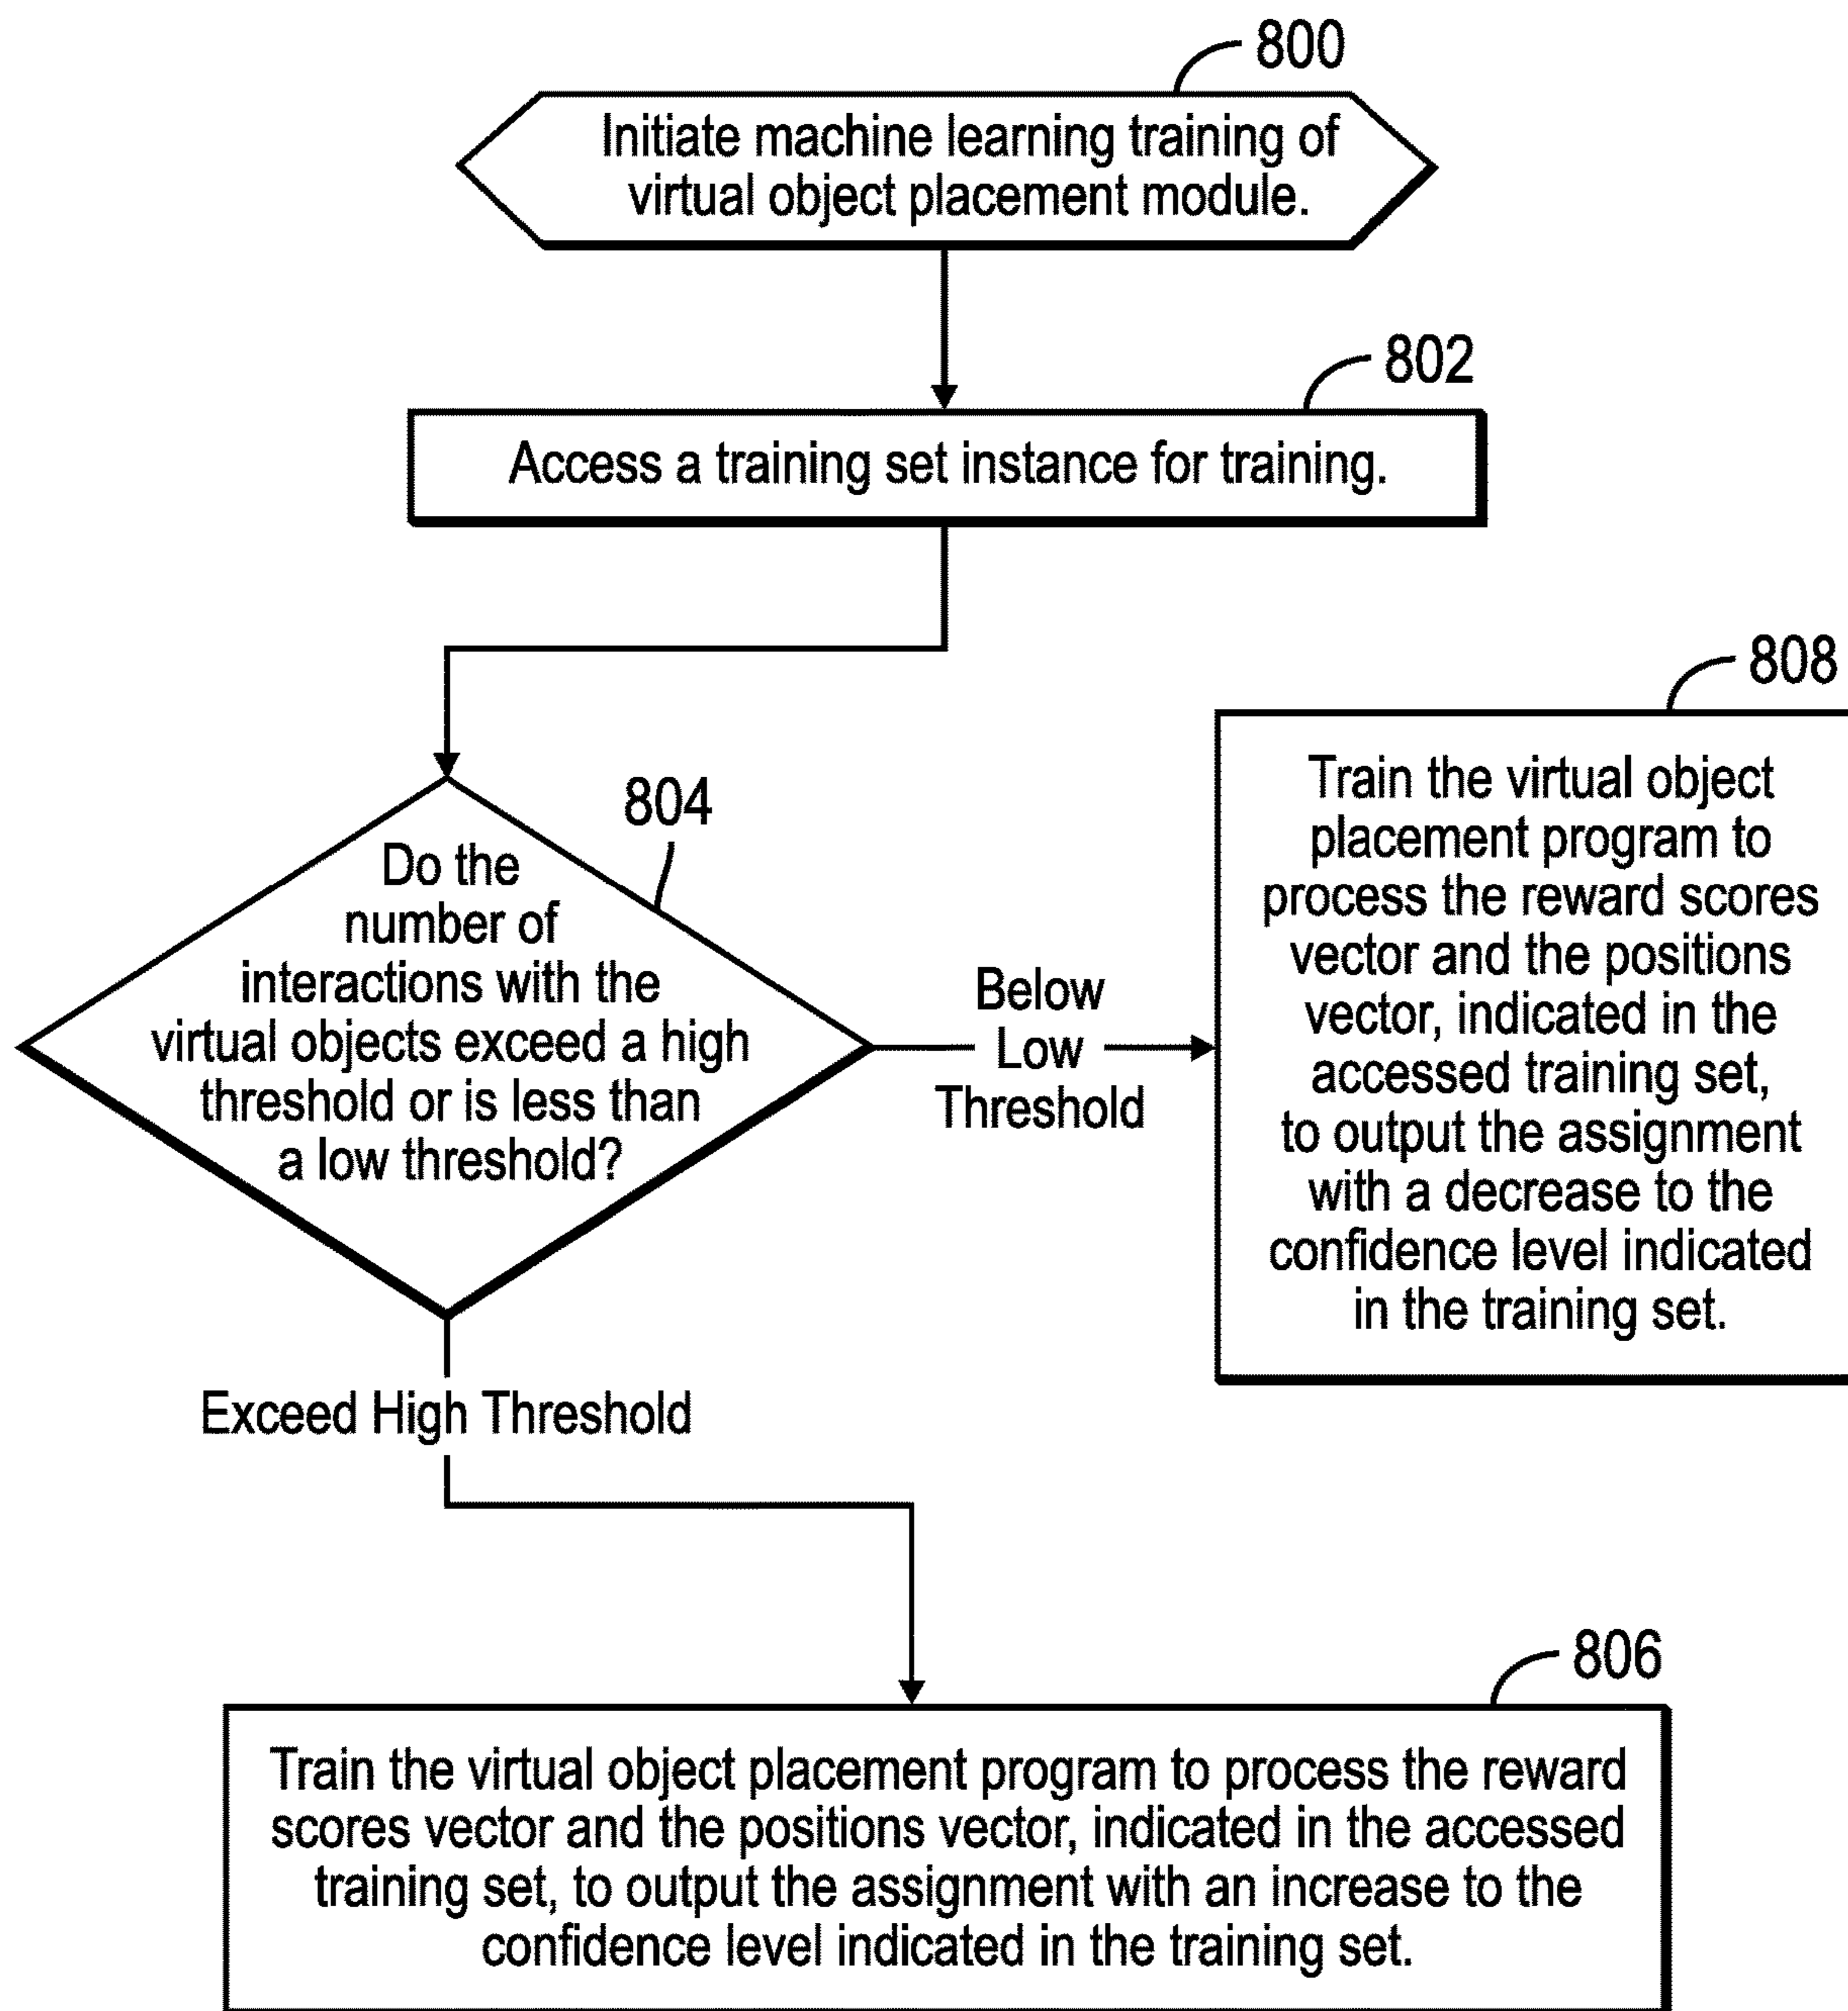 800
Initiate machine learning training of
virtual object placement module.
802
Access a training set instance for training.
804
Do the
number of
interactions with the
virtual objects exceed a high
threshold or is less than
a low threshold?
Below
Low
Threshold
808
Train the virtual object
placement program to
process the reward scores
vector and the positions
vector, indicated in the
accessed training set,
to output the assignment
with a decrease to the
confidence level indicated
in the training set.
Exceed High Threshold
806
Train the virtual object placement program to process the reward
scores vector and the positions vector, indicated in the accessed
training set, to output the assignment with an increase to the
confidence level indicated in the training set.